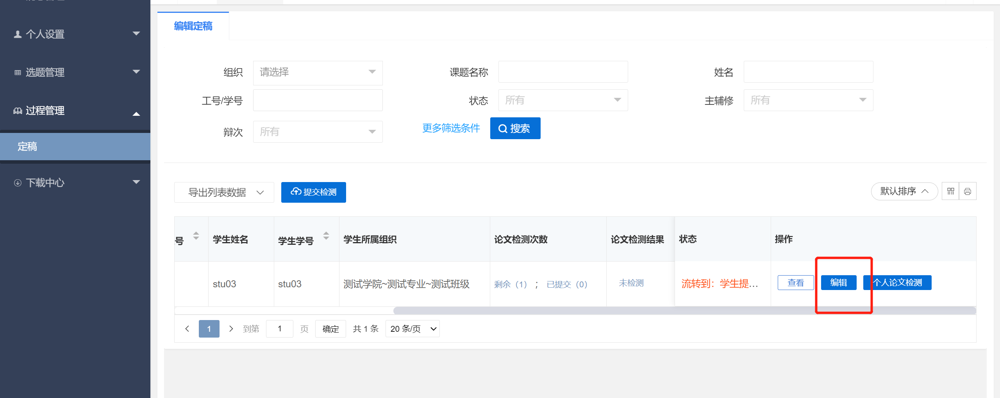 个人设置
选题管理
过程管理
定稿
下载中心
编辑定稿
组织 请选择 课题名称 姓名
工号/学号 状态 所有 主辅修 所有
辩次 所有 更多筛选条件 搜索
导出列表数据 提交检测 默认排序
号 学生姓名 学生学号 学生所属组织 论文检测次数 论文检测结果 状态 操作
stu03 stu03 测试学院~测试专业~测试班级 剩余（1） ； 已提交（0） 未检测 流转到：学生提... 查看 编辑 个人论文检测
1 到第 1 页 确定 共 1 条 20 条/页